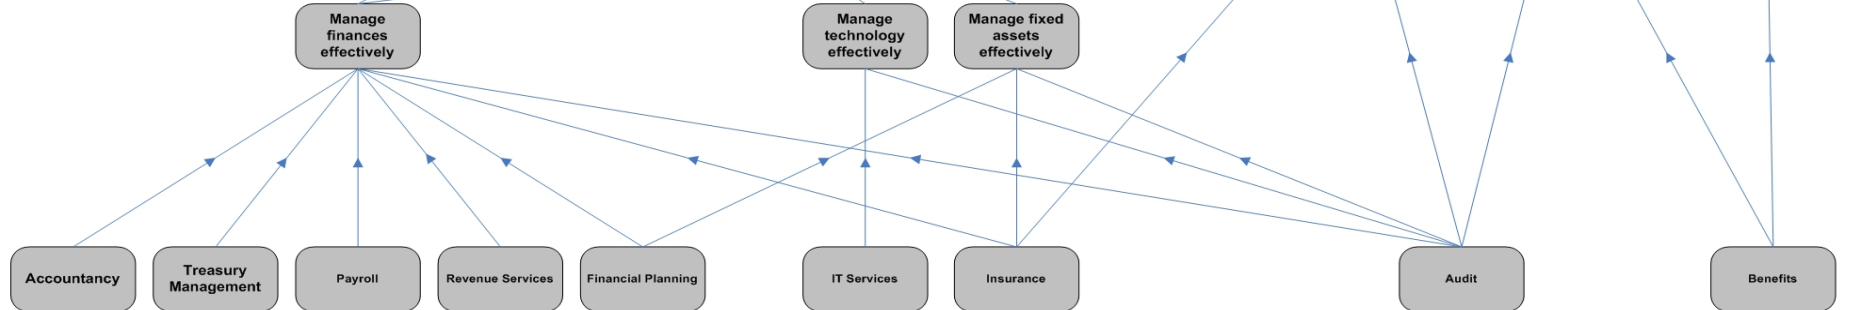 Manage
finances
effectively
Manage
technology
effectively
Manage fixed
assets
effectively
Accountancy
Treasury
Management
Payroll
Revenue Services
Financial Planning
IT Services
Insurance
Audit
Benefits